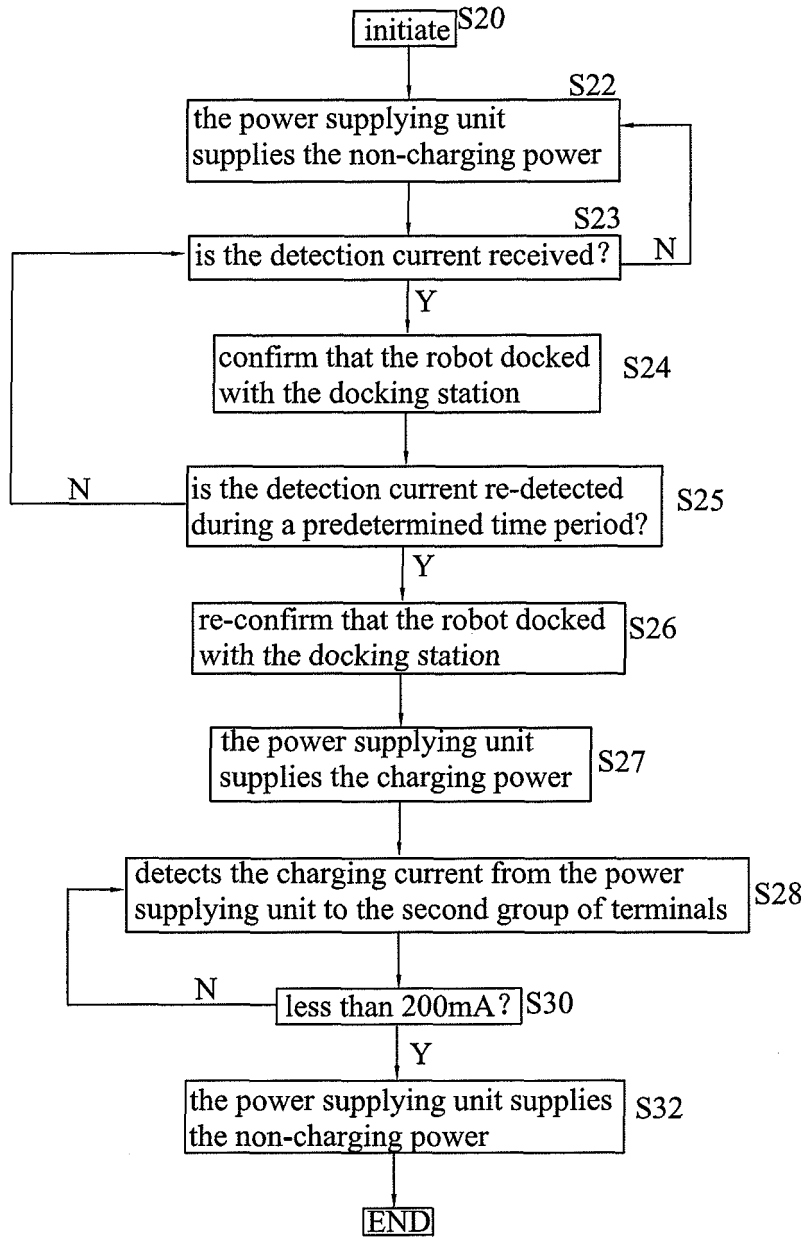 initiate S20
S22
the power supplying unit
supplies the non-charging power
S23
is the detection current received?
N
Y
confirm that the robot docked
with the docking station
S24
is the detection current re-detected
during a predetermined time period?
S25
N
Y
re-confirm that the robot docked
with the docking station
S26
the power supplying unit
supplies the charging power
S27
detects the charging current from the power
supplying unit to the second group of terminals
S28
N
less than 200mA?
S30
Y
the power supplying unit supplies
the non-charging power
S32
END